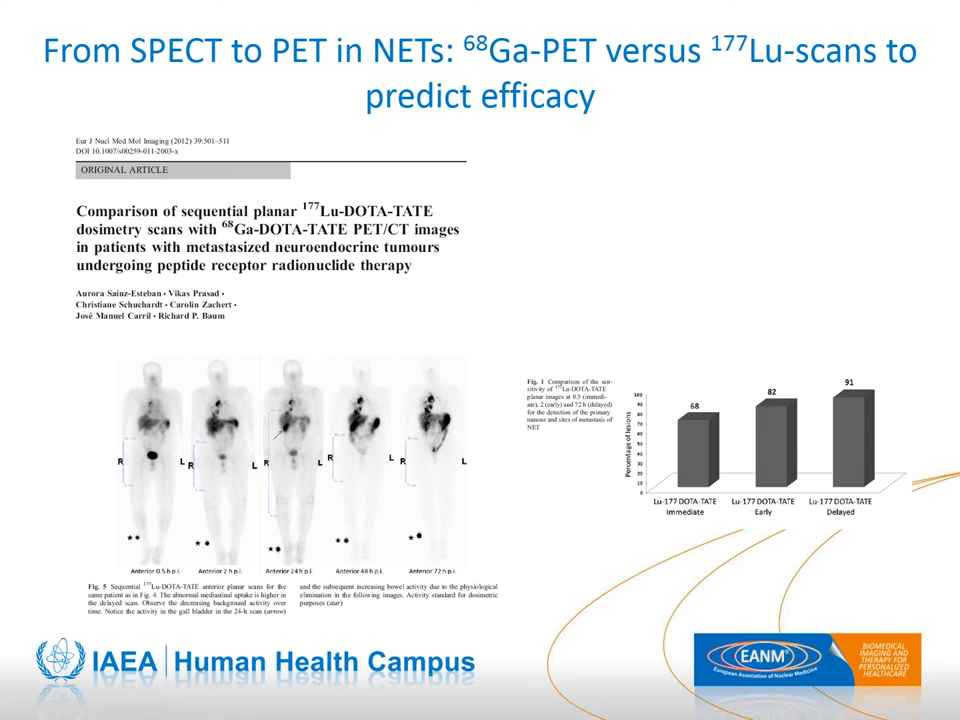 From SPECT to PET in NETs: ⁶⁸Ga-PET versus ¹⁷⁷Lu-scans to
predict efficacy
Eur J Nucl Med Mol Imaging (2012) 39:501–511
DOI 10.1007/s00259-011-2003-x
ORIGINAL ARTICLE
Comparison of sequential planar ¹⁷⁷Lu-DOTA-TATE
dosimetry scans with ⁶⁸Ga-DOTA-TATE PET/CT images
in patients with metastasized neuroendocrine tumours
undergoing peptide receptor radionuclide therapy
Aurora Sainz-Esteban • Vikas Prasad •
Christiane Schuchardt • Carolin Zachert •
José Manuel Carril • Richard P. Baum
R L R L R L R L R L
Anterior 0.5 h p.i. Anterior 2 h p.i. Anterior 24 h p.i. Anterior 48 h p.i. Anterior 72 h p.i.
Fig. 5 Sequential ¹⁷⁷Lu-DOTA-TATE anterior planar scans for the
same patient as in Fig. 4. The abnormal mediastinal uptake is higher in
the delayed scan. Observe the decreasing background activity over
time. Notice the activity in the gall bladder in the 24-h scan (arrow)
and the subsequent increasing bowel activity due to the physiological
elimination in the following images. Activity standard for dosimetric
purposes (star)
Fig. 1 Comparison of the sen-
sitivity of ¹⁷⁷Lu-DOTA-TATE
planar images at 0.5 (immedi-
ate), 2 (early) and 72 h (delayed)
for the detection of the primary
tumour and sites of metastasis of
NET
Percentage of lesions
100
90
80
70
60
50
40
30
20
10
0
68
82
91
Lu-177 DOTA-TATE
Immediate
Lu-177 DOTA-TATE
Early
Lu-177 DOTA-TATE
Delayed
IAEA | Human Health Campus
EANM
European Association of Nuclear Medicine
BIOMEDICAL
IMAGING AND
THERAPY FOR
PERSONALIZED
HEALTHCARE